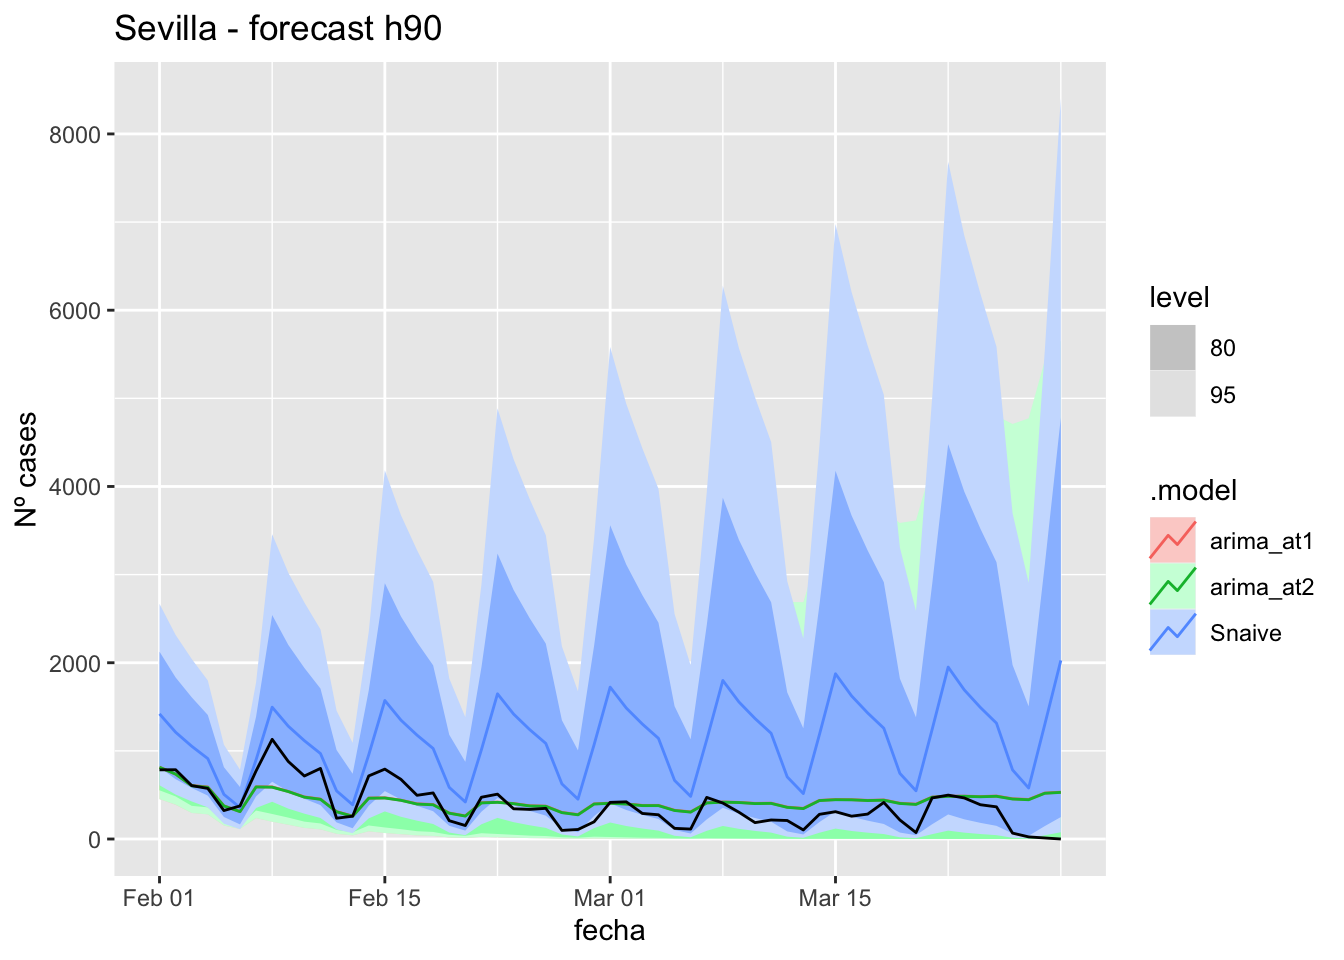 Sevilla - forecast h90
8000
6000
4000
2000
0
Nº cases
Feb 01
Feb 15
Mar 01
Mar 15
fecha
level
80
95
.model
arima_at1
arima_at2
Snaive